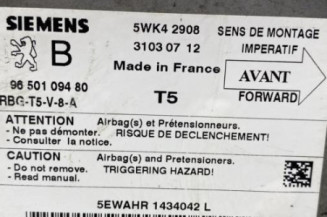 SIEMENS
5WK4 2908
SENS DE MONTAGE
B
3103 07 12
IMPERATIF
Made in France
AVANT
96 501 094 80
RBG-T5-V-8-A
T5
FORWARD
ATTENTION Airbag(s) et Prétensionneurs.
- Ne pas démonter. RISQUE DE DECLENCHEMENT!
- Consulter la notice.
CAUTION Airbag(s) and Pretensioners.
- Do not remove. TRIGGERING HAZARD!
- Read manual.
5EWAHR 1434042 L